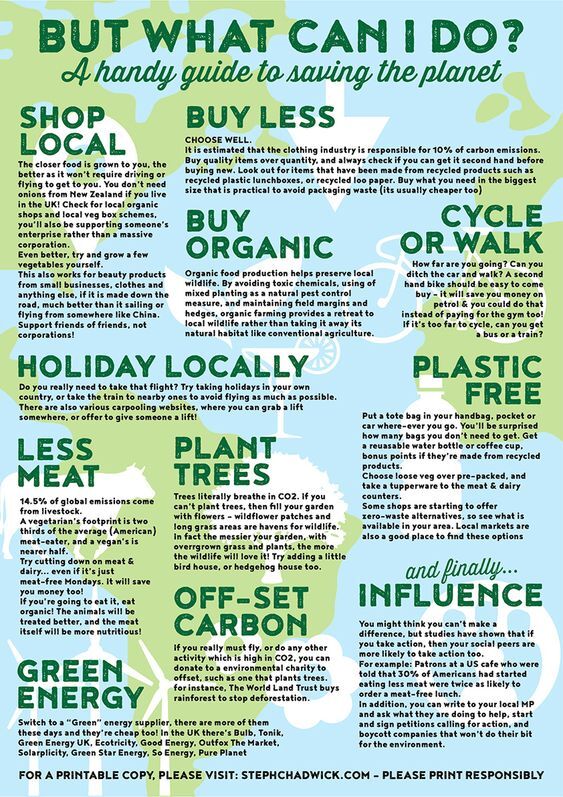 BUT WHAT CAN I DO?
A handy guide to saving the planet
SHOP
LOCAL
The closer food is grown to you, the
better as it won't require driving or
flying to get to you. You don't need
onions from New Zealand if you live
in the UK! Check for local organic
shops and local veg box schemes,
you'll also be supporting someone's
enterprise rather than a massive
corporation.
Even better, try and grow a few
vegetables yourself.
This also works for beauty products
from small businesses, clothes and
anything else, if it is made down the
road, much better than it sailing or
flying from somewhere like China.
Support friends of friends, not
corporations!
BUY LESS
CHOOSE WELL.
It is estimated that the clothing industry is responsible for 10% of carbon emissions.
Buy quality items over quantity, and always check if you can get it second hand before
buying new. Look out for items that have been made from recycled products such as
recycled plastic lunchboxes, or recycled loo paper. Buy what you need in the biggest
size that is practical to avoid packaging waste (its usually cheaper too)
BUY
ORGANIC
Organic food production helps preserve local
wildlife. By avoiding toxic chemicals, using of
mixed planting as a natural pest control
measure, and maintaining field margins and
hedges, organic farming provides a retreat to
local wildlife rather than taking it away its
natural habitat like conventional agriculture.
CYCLE
OR WALK
How far are you going? Can you
ditch the car and walk? A second
hand bike should be easy to come
buy - it will save you money on
petrol & you could do that
instead of paying for the gym too!
If it's too far to cycle, can you get
a bus or a train?
HOLIDAY LOCALLY
Do you really need to take that flight? Try taking holidays in your own
country, or take the train to nearby ones to avoid flying as much as possible.
There are also various carpooling websites, where you can grab a lift
somewhere, or offer to give someone a lift!
PLASTIC
FREE
Put a tote bag in your handbag, pocket or
car where-ever you go. You'll be surprised
how many bags you don't need to get. Get
a reuasable water bottle or coffee cup,
bonus points if they're made from recycled
products.
Choose loose veg over pre-packed, and
take a tupperware to the meat & dairy
counters.
Some shops are starting to offer
zero-waste alternatives, so see what is
available in your area. Local markets are
also a good place to find these options
LESS
MEAT
14.5% of global emissions come
from livestock.
A vegetarian's footprint is two
thirds of the average (American)
meat-eater, and a vegan's is
nearer half.
Try cutting down on meat &
dairy... even if it's just
meat-free Mondays. It will save
you money too!
If you're going to eat it, eat
organic! The animals will be
treated better, and the meat
itself will be more nutritious!
PLANT
TREES
Trees literally breathe in CO2. If you
can't plant trees, then fill your garden
with flowers - wildflower patches and
long grass areas are havens for wildlife.
In fact the messier your garden, with
overgrown grass and plants, the more
the wildlife will love it! Try adding a little
bird house, or hedgehog house too.
OFF-SET
CARBON
If you really must fly, or do any other
activity which is high in CO2, you can
donate to a environmental charity to
offset, such as one that plants trees.
for instance, The World Land Trust buys
rainforest to stop deforestation.
and finally...
INFLUENCE
You might think you can't make a
difference, but studies have shown that if
you take action, then your social peers are
more likely to take action too.
For example: Patrons at a US cafe who were
told that 30% of Americans had started
eating less meat were twice as likely to
order a meat-free lunch.
In addition, you can write to your local MP
and ask what they are doing to help, start
and sign petitions calling for action, and
boycott companies that won't do their bit
for the environment.
GREEN
ENERGY
Switch to a "Green" energy supplier, there are more of them
these days and they're cheap too! In the UK there's Bulb, Tonik,
Green Energy UK, Ecotricity, Good Energy, Outfox The Market,
Solarplicity, Green Star Energy, So Energy, Pure Planet
FOR A PRINTABLE COPY, PLEASE VISIT: STEPHCHADWICK.COM - PLEASE PRINT RESPONSIBLY